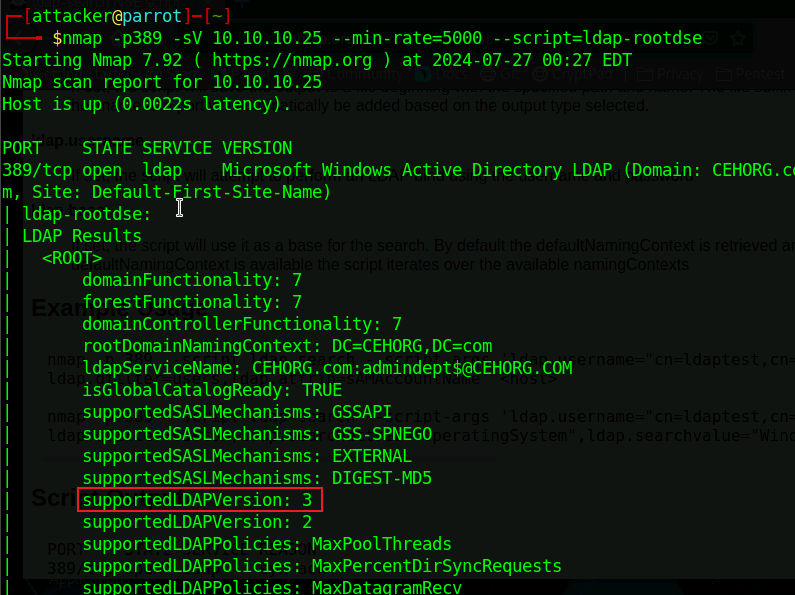 [attacker@parrot]-[~]
$nmap -p389 -sV 10.10.10.25 --min-rate=5000 --script=ldap-rootdse
Starting Nmap 7.92 ( https://nmap.org ) at 2024-07-27 00:27 EDT
Nmap scan report for 10.10.10.25
Host is up (0.0022s latency).
PORT STATE SERVICE VERSION
389/tcp open ldap Microsoft Windows Active Directory LDAP (Domain: CEHORG.co
m, Site: Default-First-Site-Name)
| ldap-rootdse:
| LDAP Results
| <ROOT>
| domainFunctionality: 7
| forestFunctionality: 7
| domainControllerFunctionality: 7
| rootDomainNamingContext: DC=CEHORG,DC=com
| ldapServiceName: CEHORG.com:admindept$@CEHORG.COM
| isGlobalCatalogReady: TRUE
| supportedSASLMechanisms: GSSAPI
| supportedSASLMechanisms: GSS-SPNEGO
| supportedSASLMechanisms: EXTERNAL
| supportedSASLMechanisms: DIGEST-MD5
| supportedLDAPVersion: 3
| supportedLDAPVersion: 2
| supportedLDAPPolicies: MaxPoolThreads
| supportedLDAPPolicies: MaxPercentDirSyncRequests
| supportedLDAPPolicies: MaxDatagramRecv